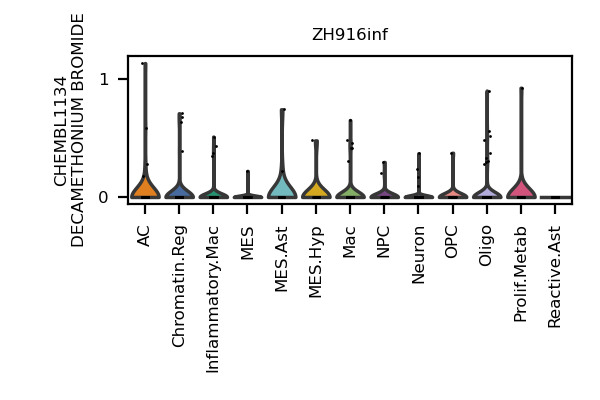 ZH916inf
CHEMBL1134
DECAMETHONIUM BROMIDE
1
0
AC
Chromatin.Reg
Inflammatory.Mac
MES
MES.Ast
MES.Hyp
Mac
NPC
Neuron
OPC
Oligo
Prolif.Metab
Reactive.Ast